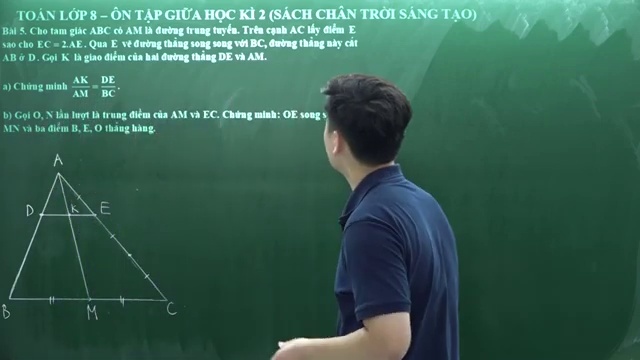 TOÁN LỚP 8 – ÔN TẬP GIỮA HỌC KÌ 2 (SÁCH CHÂN TRỜI SÁNG TẠO)
Bài 5. Cho tam giác ABC có AM là đường trung tuyến. Trên cạnh AC lấy điểm E
sao cho EC = 2.AE. Qua E vẽ đường thẳng song song với BC, đường thẳng này cắt
AB ở D. Gọi K là giao điểm của hai đường thẳng DE và AM.
a) Chứng minh AK/AM = DE/BC.
b) Gọi O, N lần lượt là trung điểm của AM và EC. Chứng minh: OE song
MN và ba điểm B, E, O thẳng hàng.
A
D K E
B M C